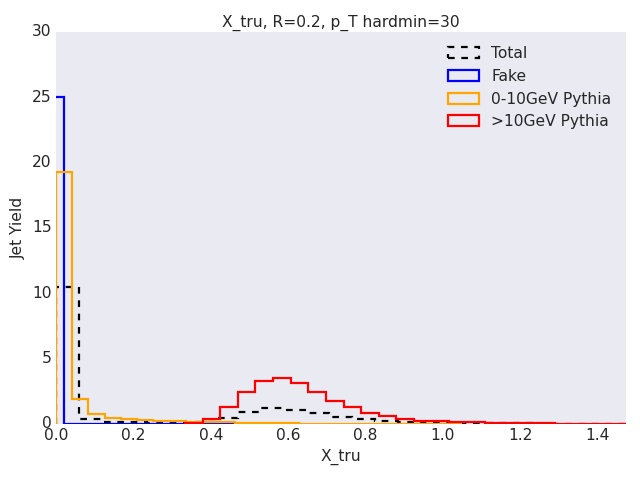 X_tru, R=0.2, p_T hardmin=30
30
25
20
15
10
5
0
Jet Yield
Total
Fake
0-10GeV Pythia
>10GeV Pythia
0.0 0.2 0.4 0.6 0.8 1.0 1.2 1.4
X_tru